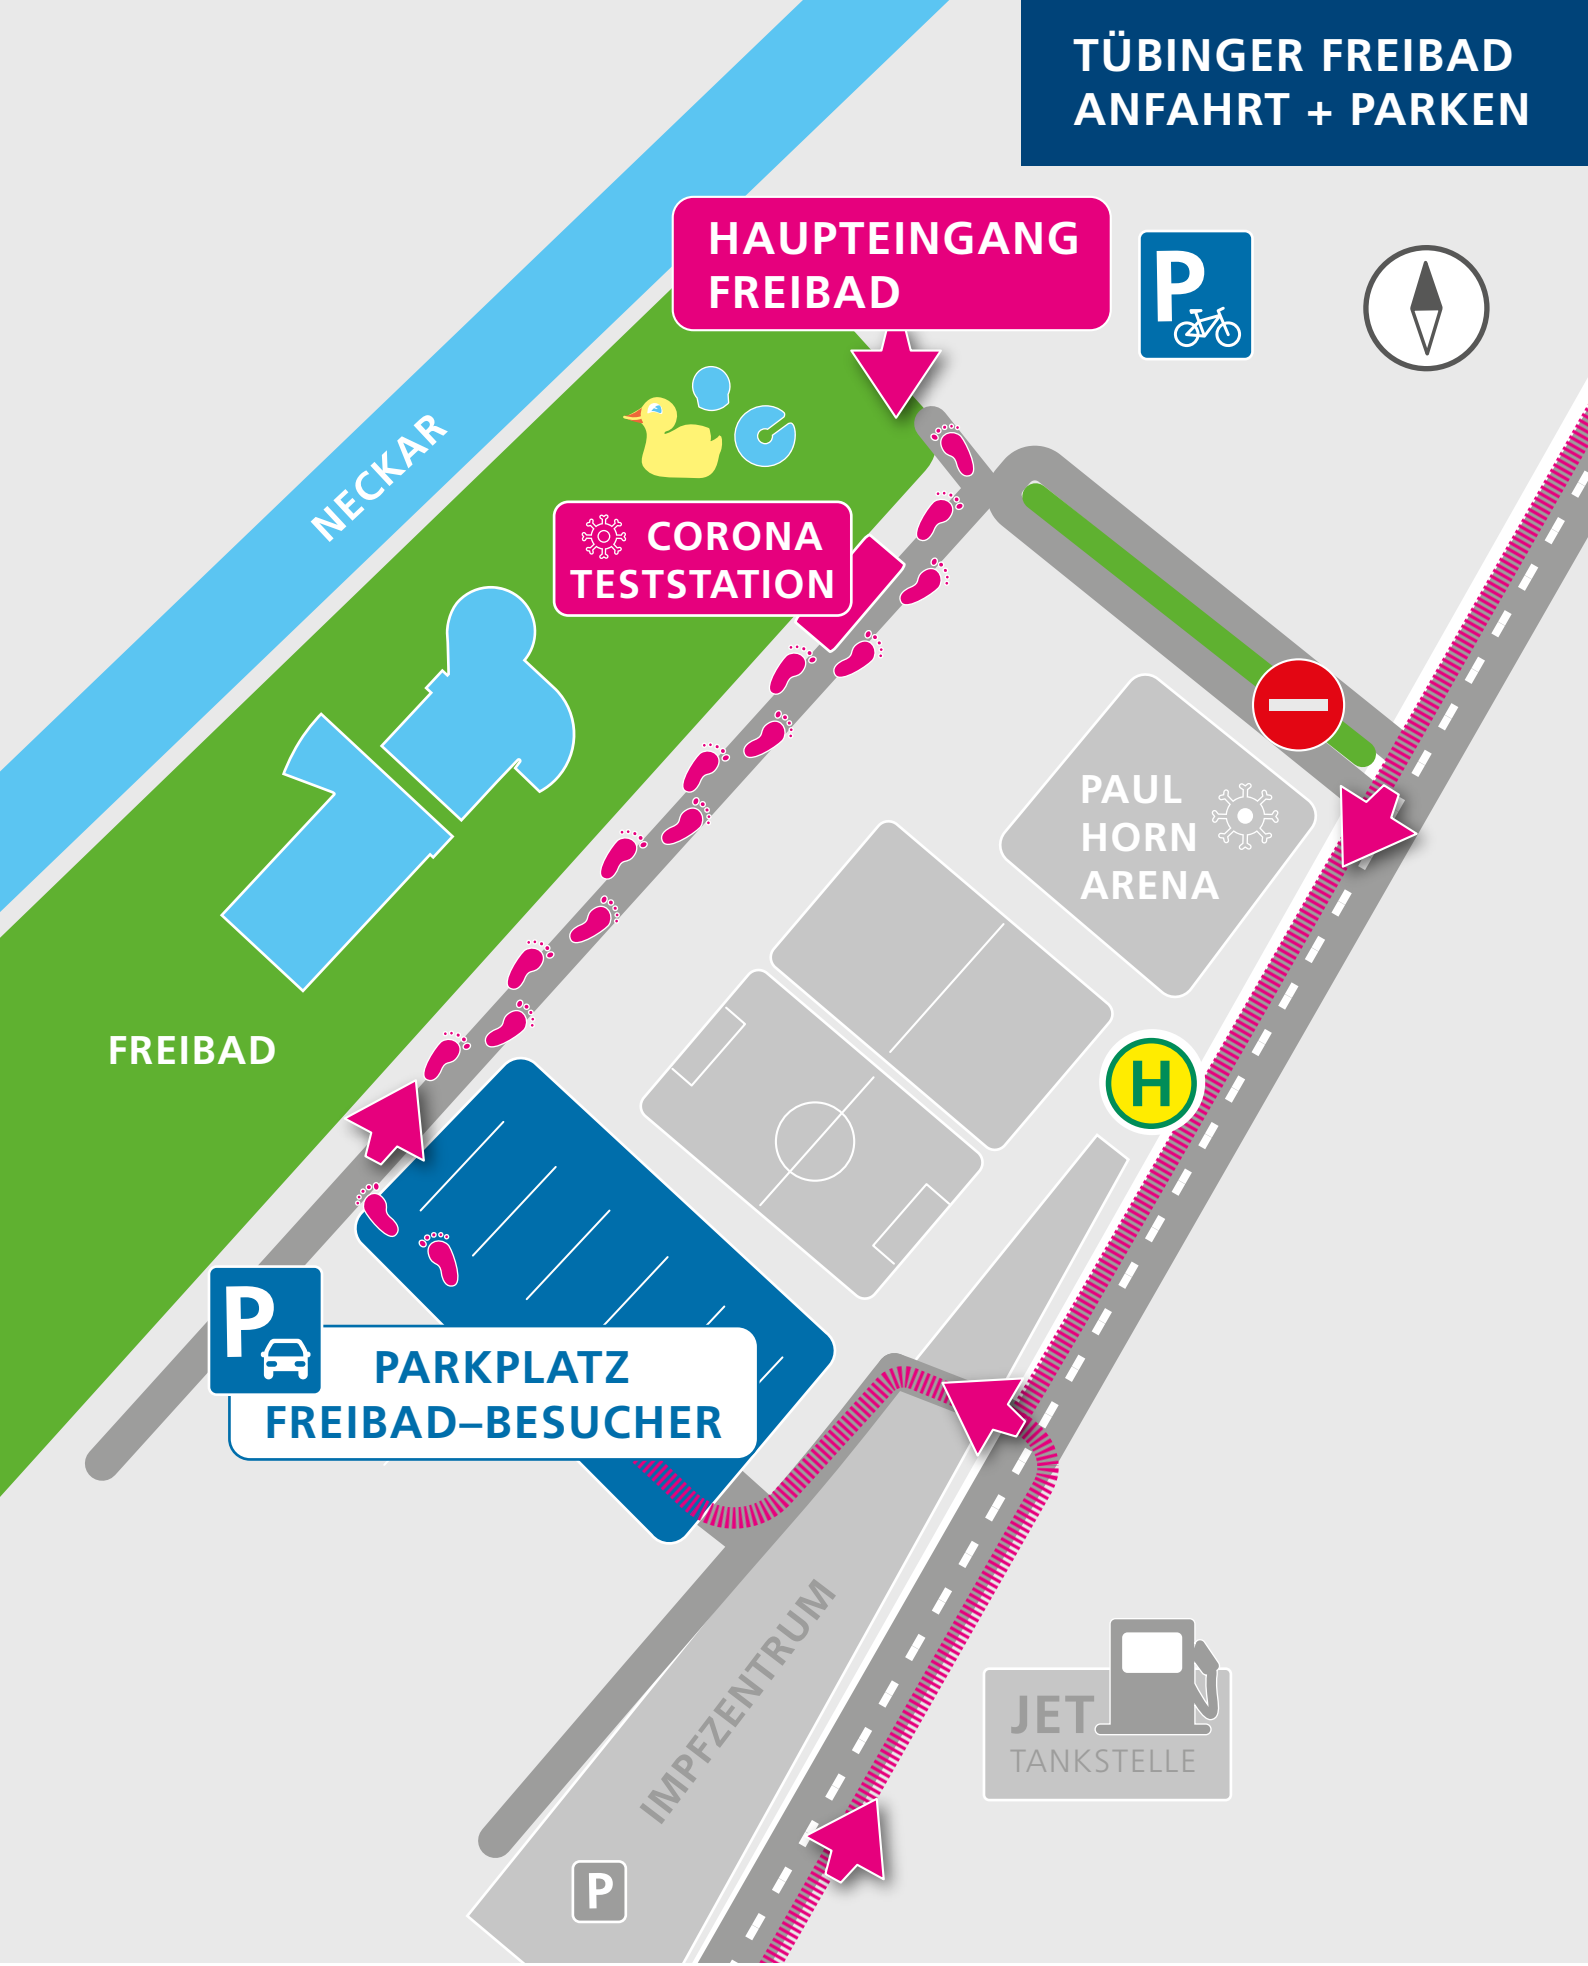 TÜBINGER FREIBAD
ANFAHRT + PARKEN
HAUPTEINGANG
FREIBAD
P
NECKAR
CORONA
TESTSTATION
PAUL
HORN
ARENA
FREIBAD
H
P
PARKPLATZ
FREIBAD–BESUCHER
IMPFZENTRUM
JET
TANKSTELLE
P